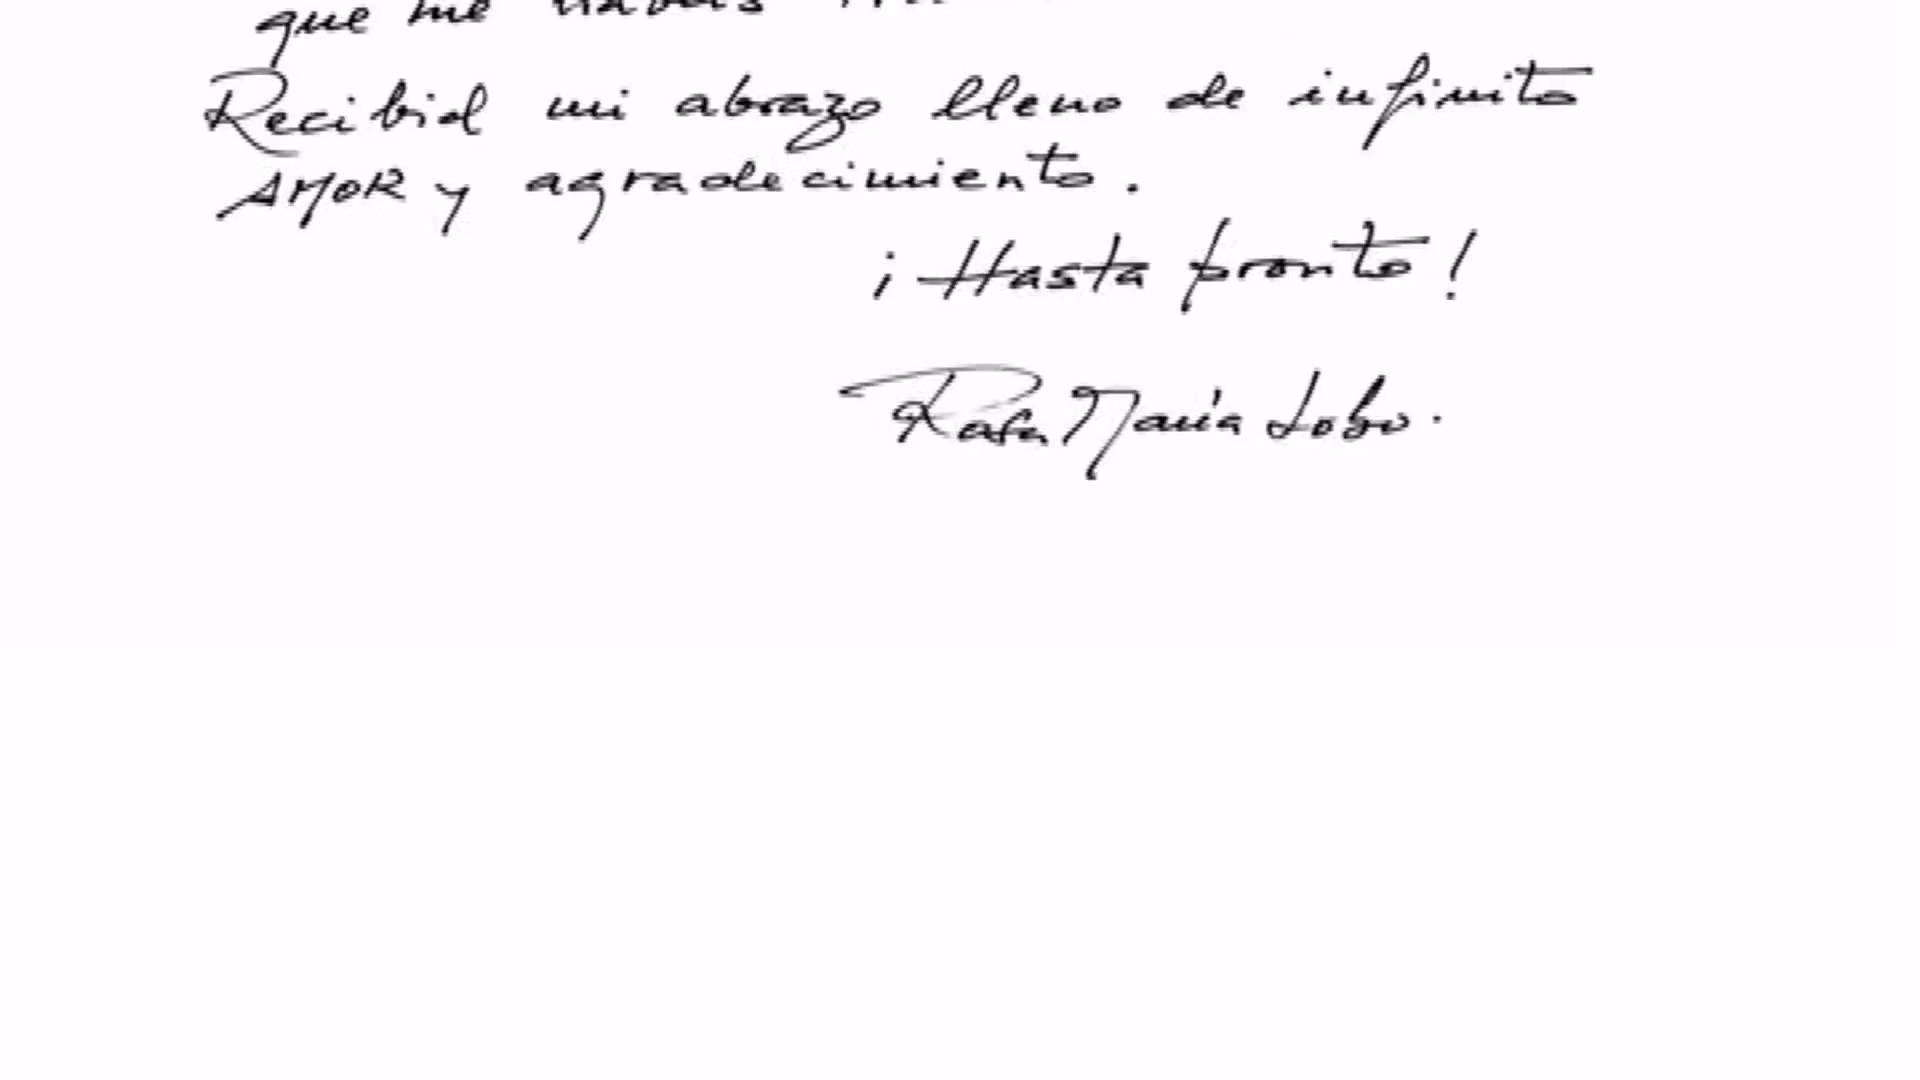 que me
Recibid mi abrazo lleno de infinito
AMOR y agradecimiento.
¡Hasta pronto!
Rafa María Lobo.